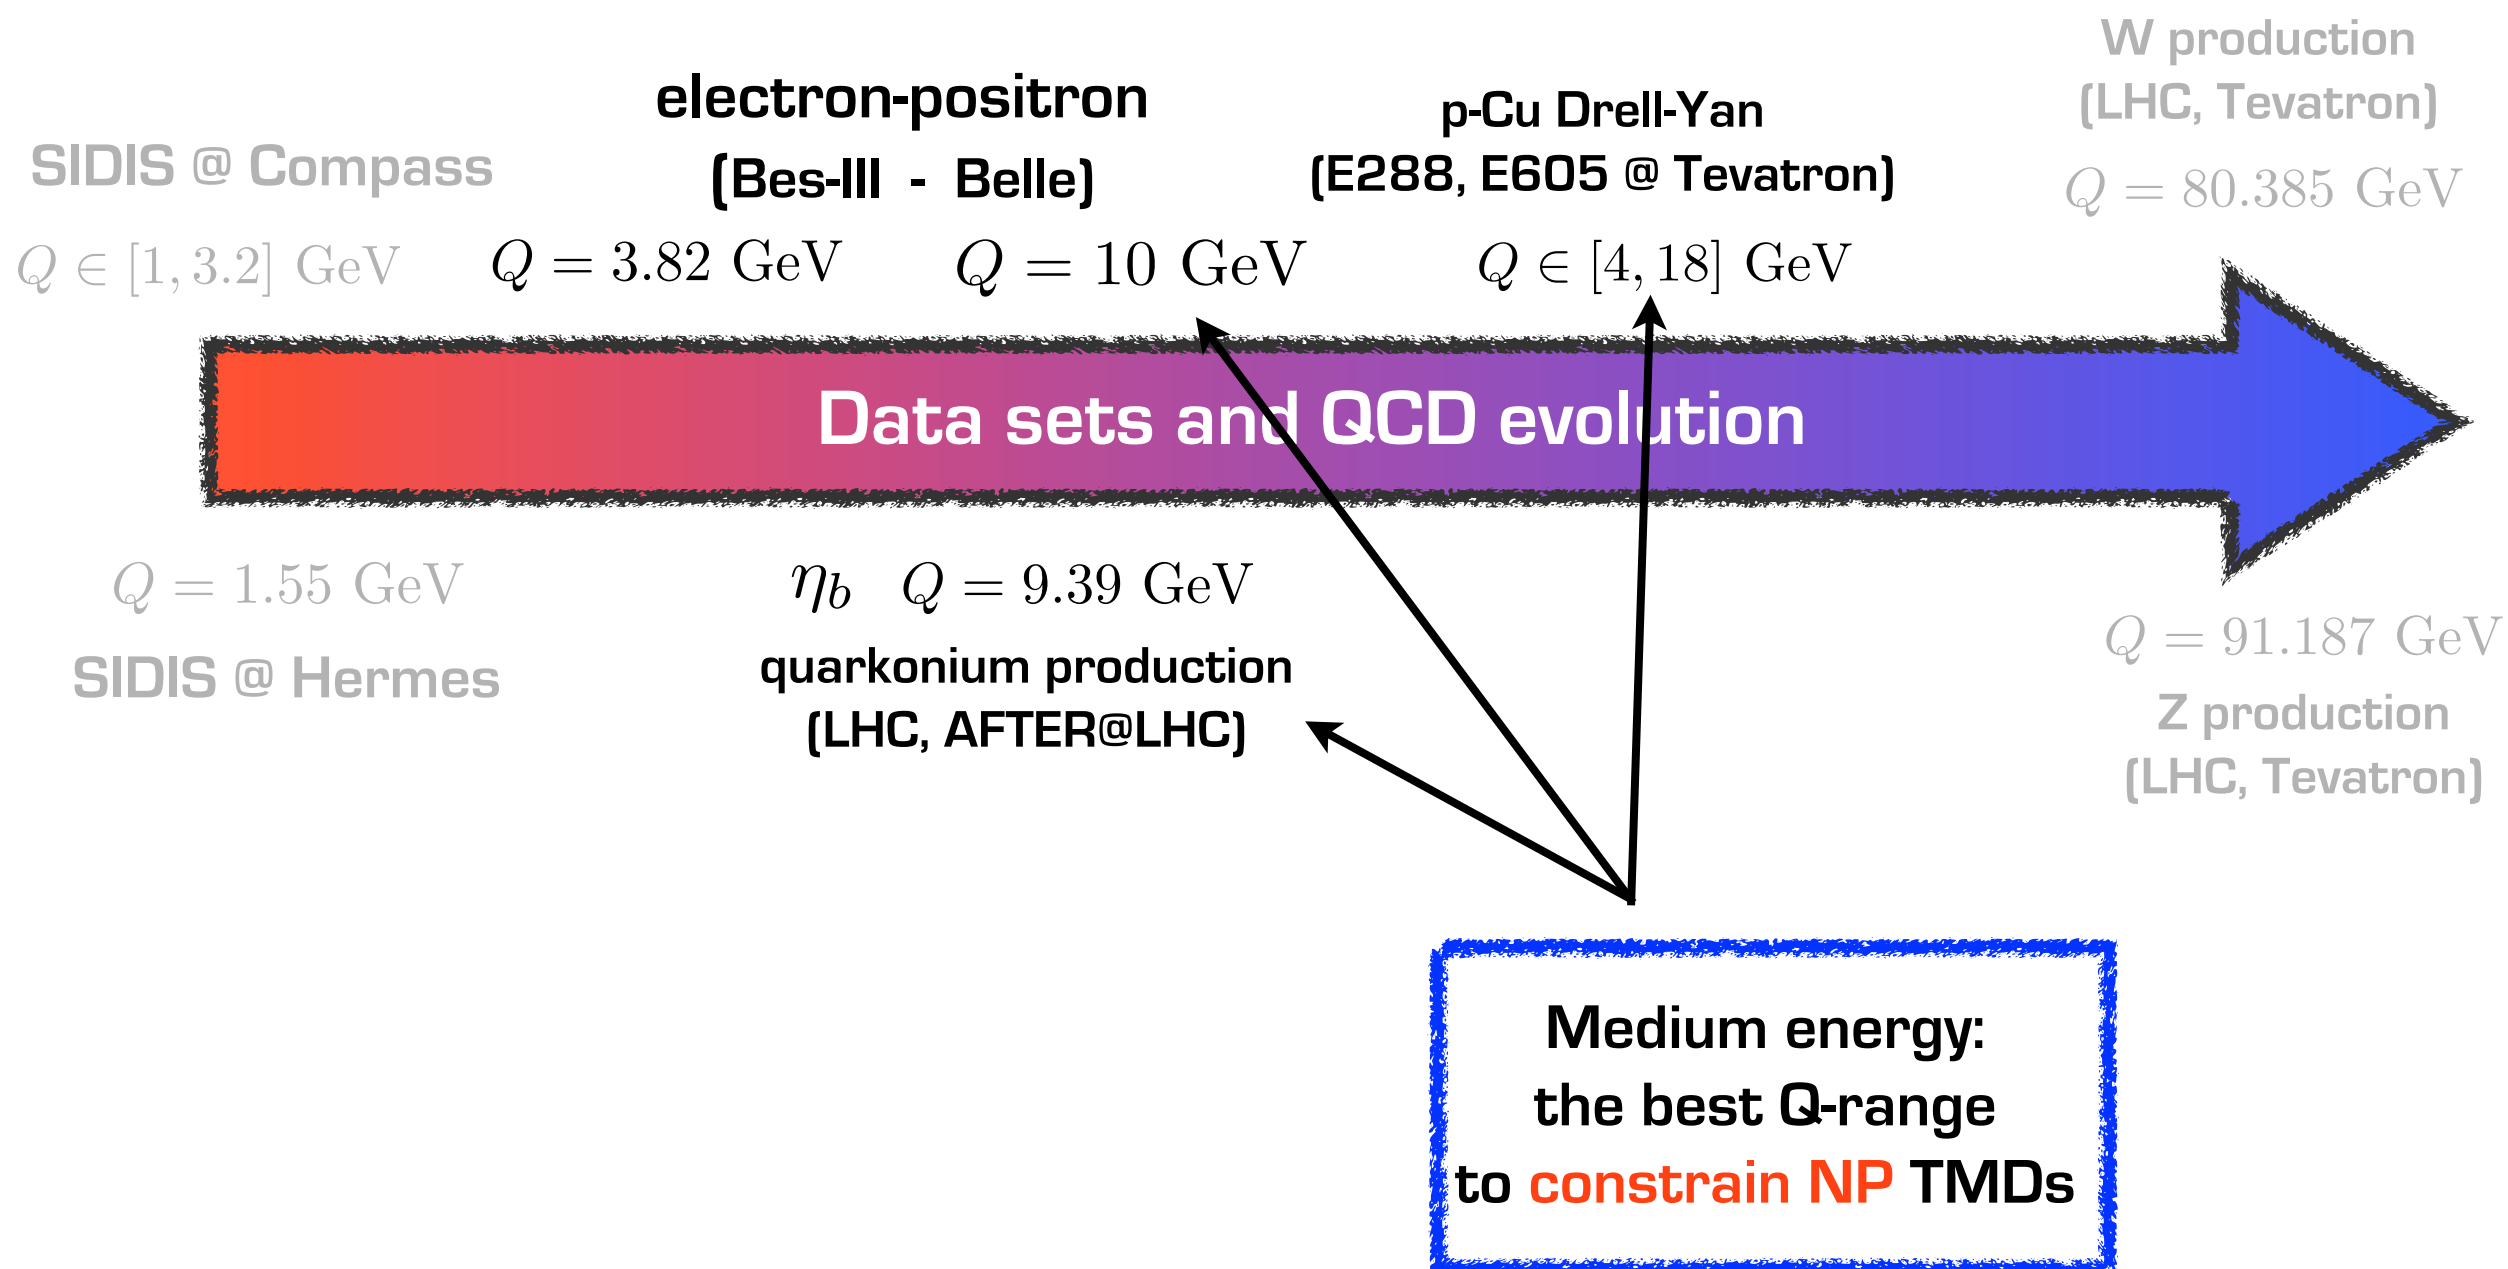 W production
(LHC, Tevatron)
Q = 80.385 GeV
electron-positron
(Bes-III - Belle)
Q = 3.82 GeV Q = 10 GeV
p-Cu Drell-Yan
(E288, E605 @ Tevatron)
Q ∈ [4, 18] GeV
SIDIS @ Compass
Q ∈ [1, 3.2] GeV
Data sets and QCD evolution
Q = 1.55 GeV
SIDIS @ Hermes
η_b Q = 9.39 GeV
quarkonium production
(LHC, AFTER@LHC)
Q = 91.187 GeV
Z production
(LHC, Tevatron)
Medium energy:
the best Q-range
to constrain NP TMDs